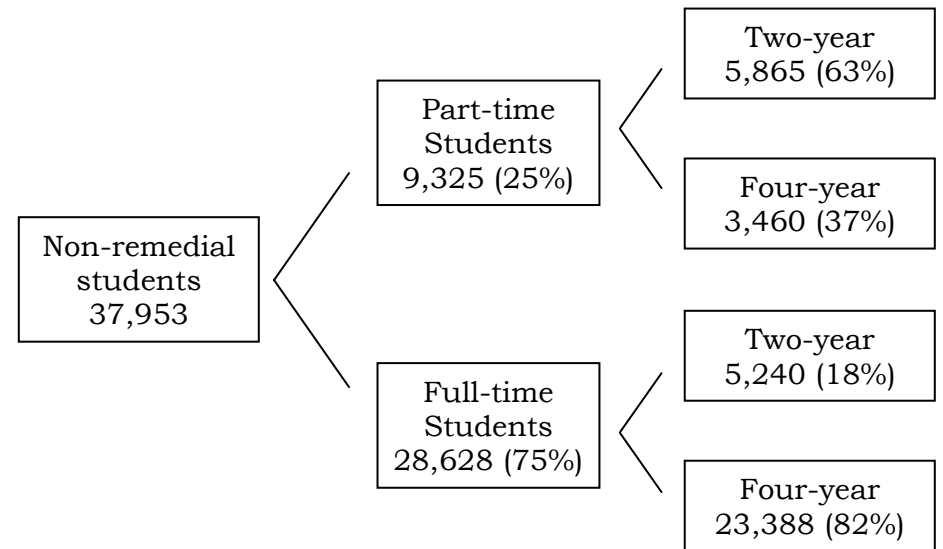 Non-remedial
students
37,953
Part-time
Students
9,325 (25%)
Two-year
5,865 (63%)
Four-year
3,460 (37%)
Full-time
Students
28,628 (75%)
Two-year
5,240 (18%)
Four-year
23,388 (82%)